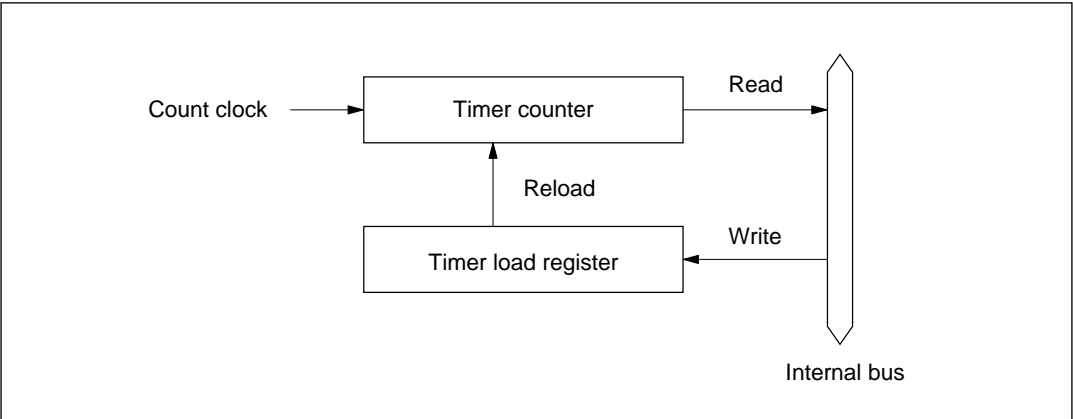 Read
Count clock
Timer counter
Reload
Write
Timer load register
Internal bus